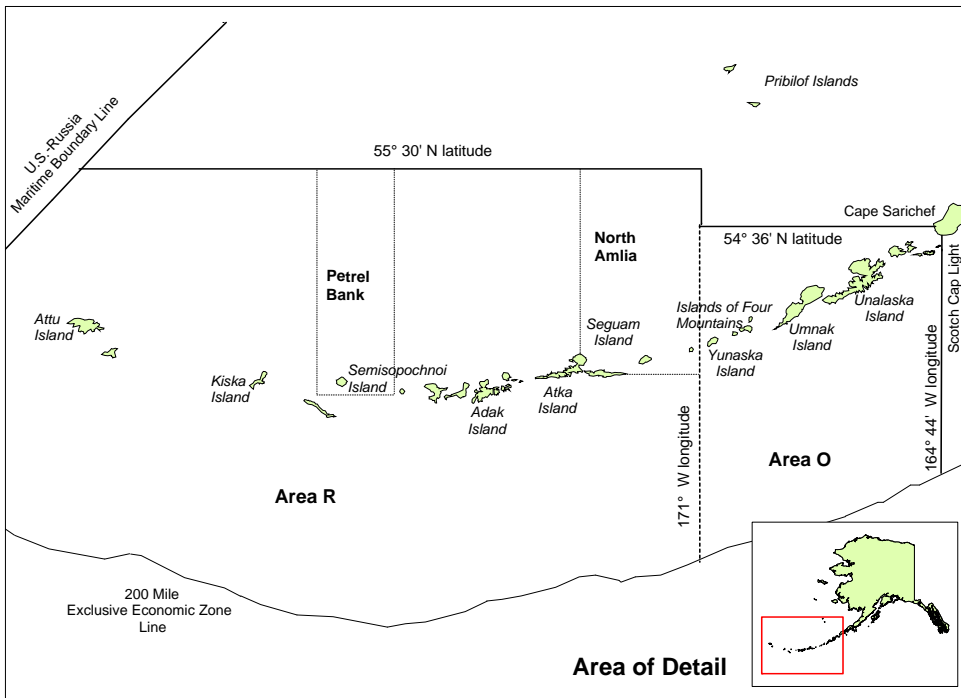 Pribilof Islands
U.S.-Russia
Maritime Boundary Line
55° 30' N latitude
Cape Sarichef
54° 36' N latitude
Scotch Cap Light
North
Amlia
Petrel
Bank
Attu
Island
Kiska
Island
Semisopochnoi
Island
Adak
Island
Atka
Island
Seguam
Island
Islands of Four
Mountains
Yunaska
Island
Umnak
Island
Unalaska
Island
164° 44' W longitude
171° W longitude
Area R
Area O
200 Mile
Exclusive Economic Zone
Line
Area of Detail